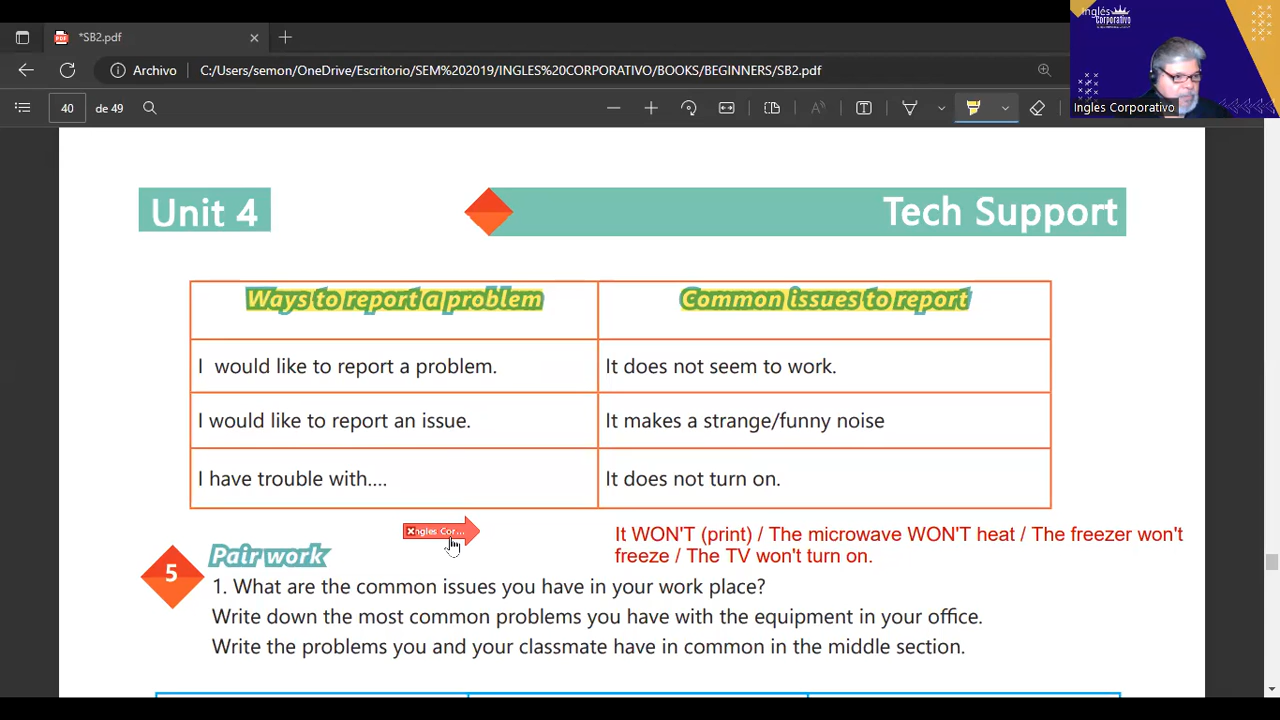 *SB2.pdf
Inglés
Corporativo
Archivo
C:/Users/semon/OneDrive/Escritorio/SEM%202019/INGLES%20CORPORATIVO/BOOKS/BEGINNERS/SB2.pdf
Ingles Corporativo
40 de 49
Unit 4 Tech Support
Ways to report a problem Common issues to report
I would like to report a problem. It does not seem to work.
I would like to report an issue. It makes a strange/funny noise
I have trouble with.... It does not turn on.
Ingles Cor...
It WON'T (print) / The microwave WON'T heat / The freezer won't
freeze / The TV won't turn on.
Pair work
5
1. What are the common issues you have in your work place?
Write down the most common problems you have with the equipment in your office.
Write the problems you and your classmate have in common in the middle section.